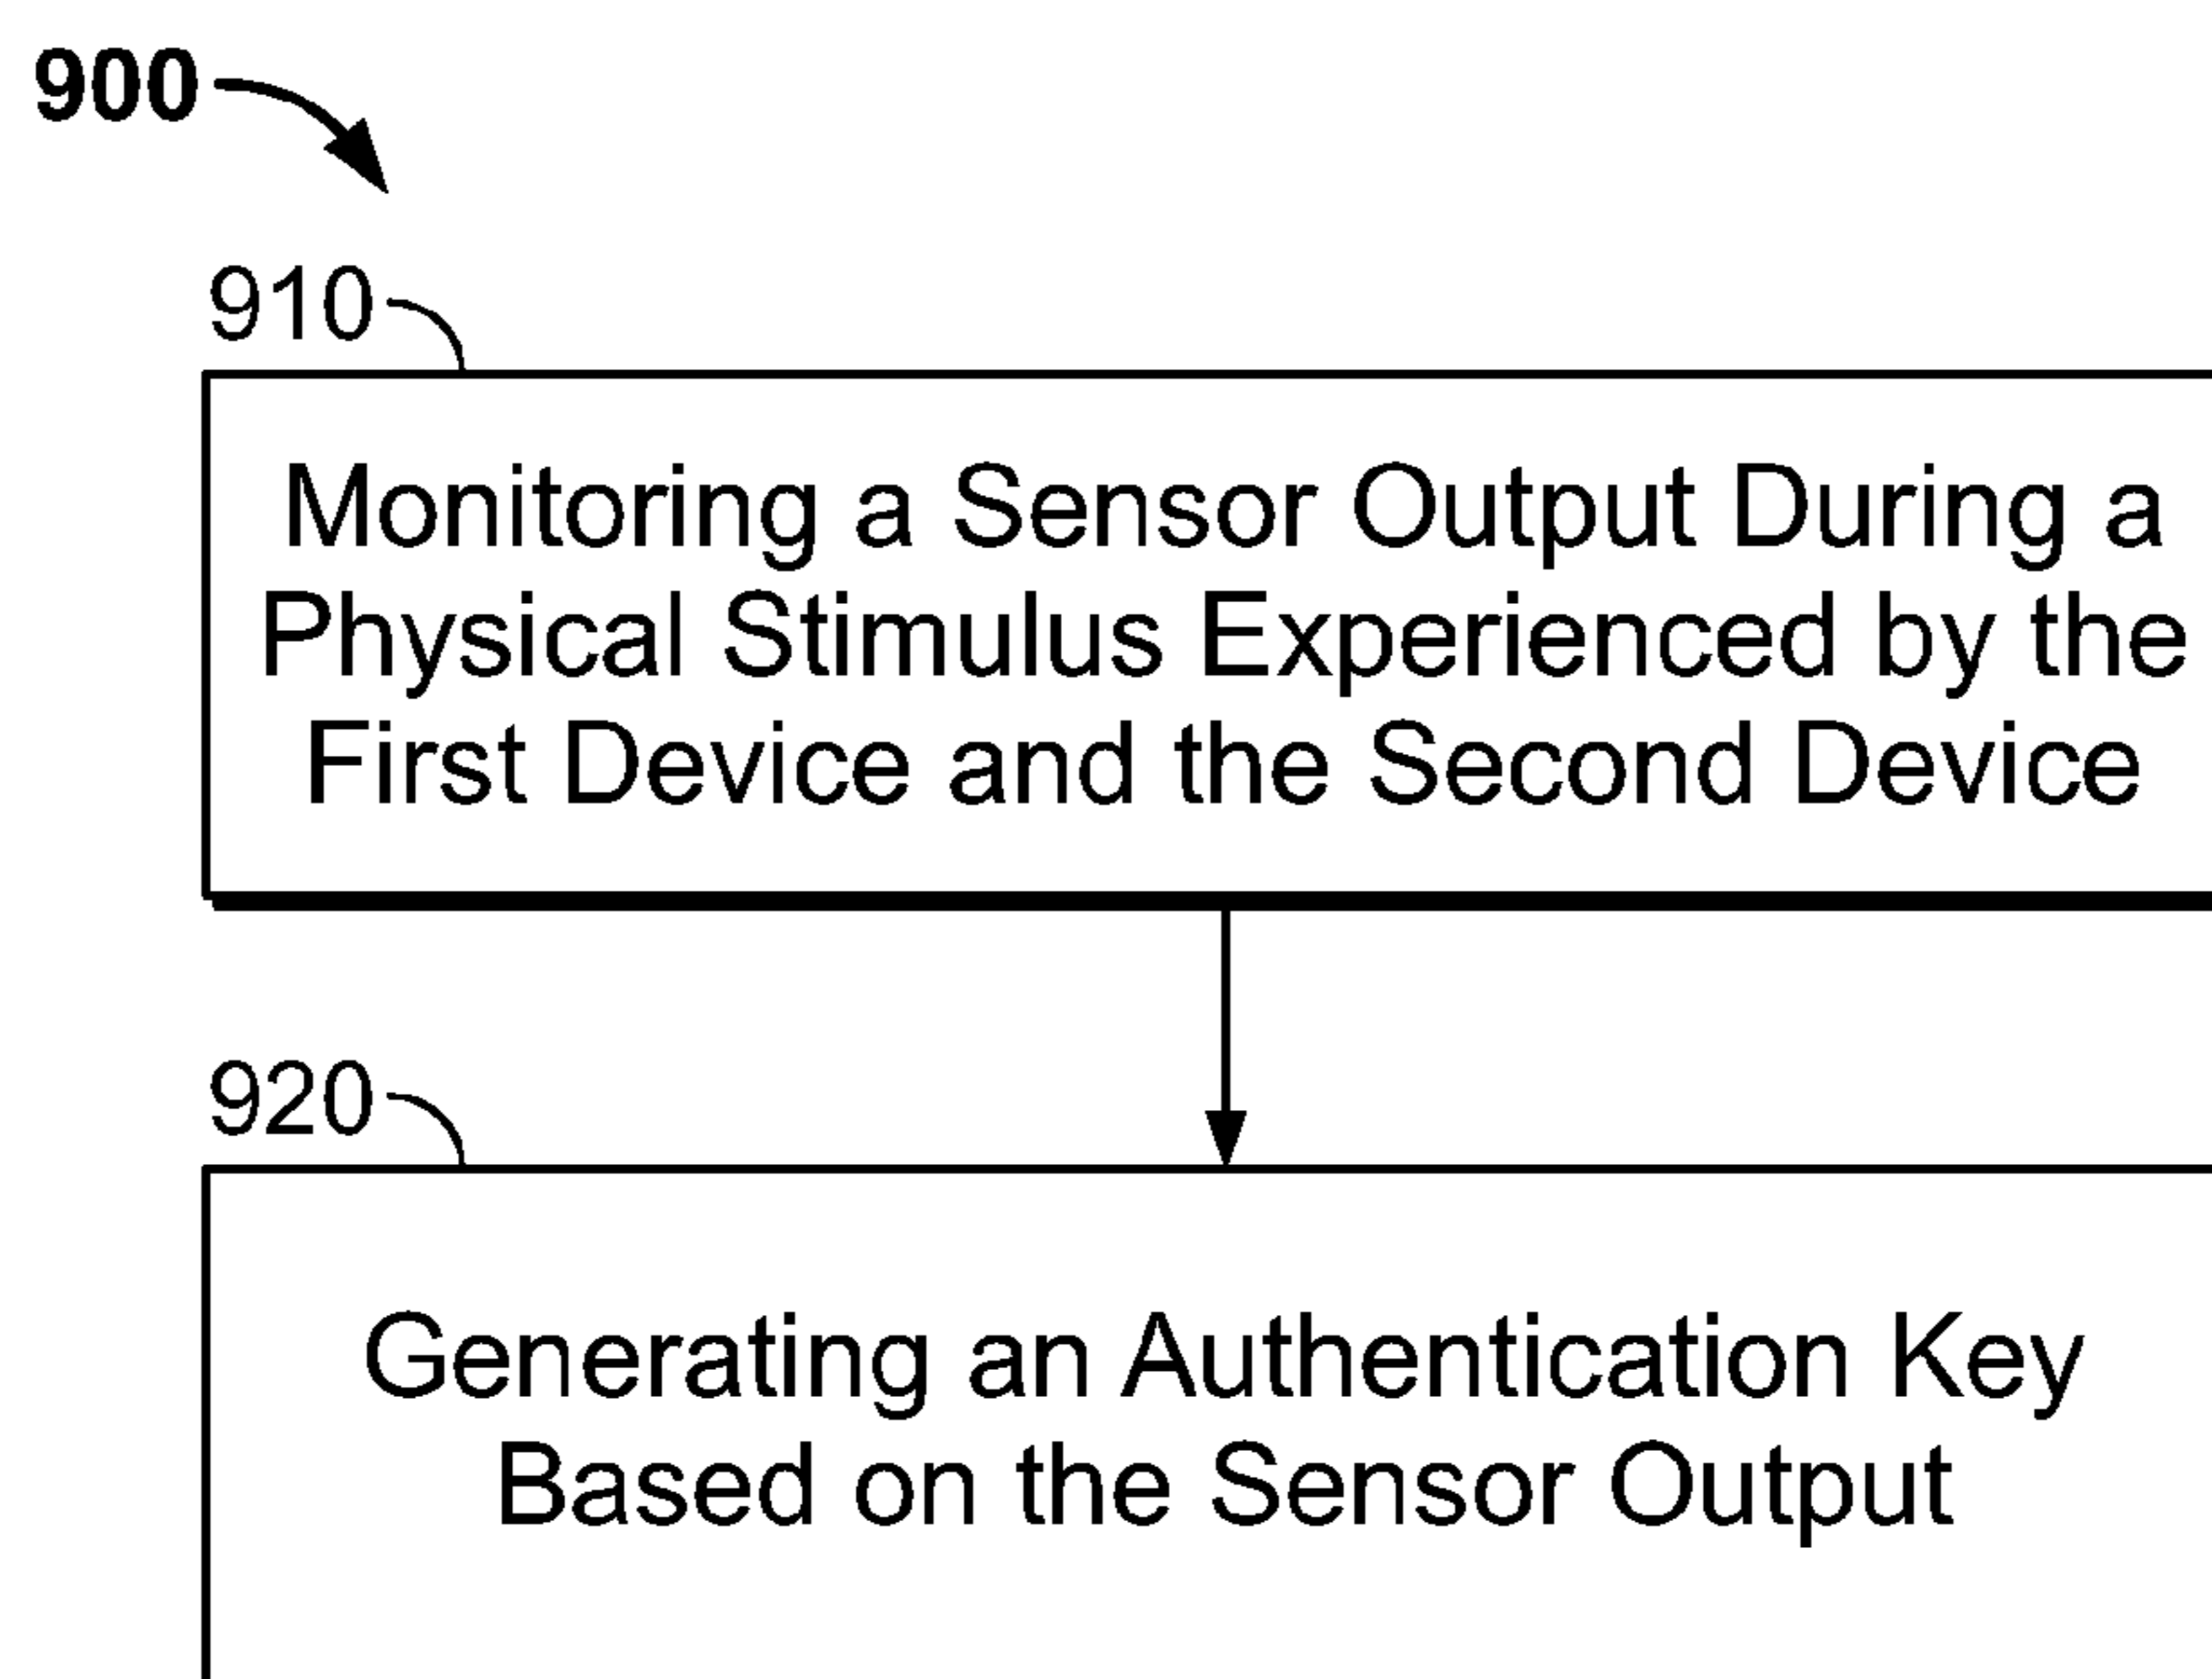 900
910
Monitoring a Sensor Output During a
Physical Stimulus Experienced by the
First Device and the Second Device
920
Generating an Authentication Key
Based on the Sensor Output